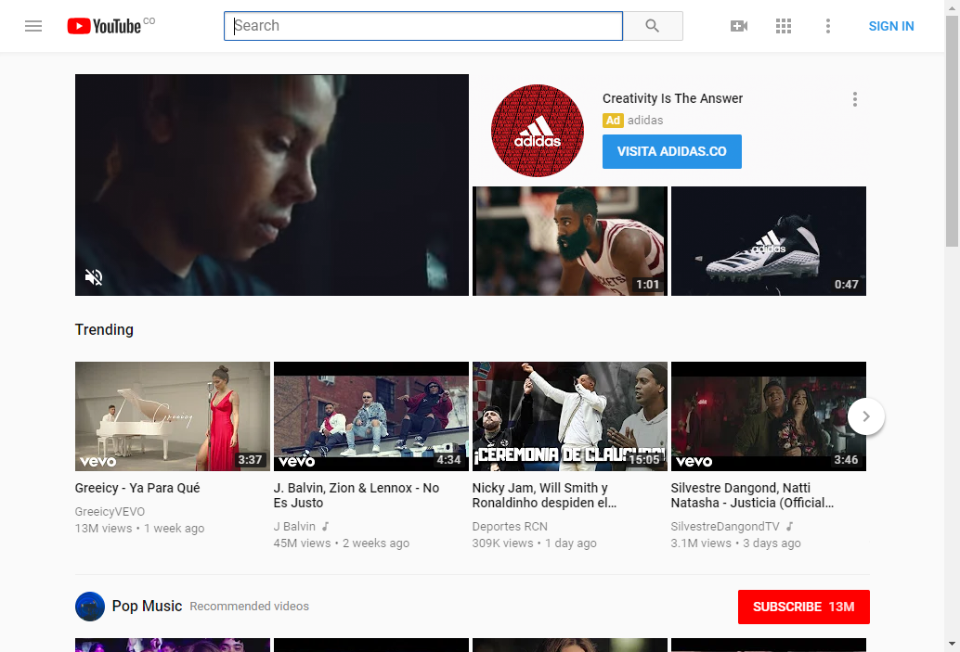 YouTube CO
Search
SIGN IN
Creativity Is The Answer
Ad adidas
adidas
VISITA ADIDAS.CO
adidas
1:01
0:47
Trending
Greeicy
vevo
3:37
vevo
4:34
¡CEREMONIA DE CLAUSURA!
15:05
vevo
3:46
Greeicy - Ya Para Qué
GreeicyVEVO
13M views • 1 week ago
J. Balvin, Zion & Lennox - No
Es Justo
J Balvin
45M views • 2 weeks ago
Nicky Jam, Will Smith y
Ronaldinho despiden el...
Deportes RCN
309K views • 1 day ago
Silvestre Dangond, Natti
Natasha - Justicia (Official...
SilvestreDangondTV
3.1M views • 3 days ago
Pop Music Recommended videos
SUBSCRIBE 13M